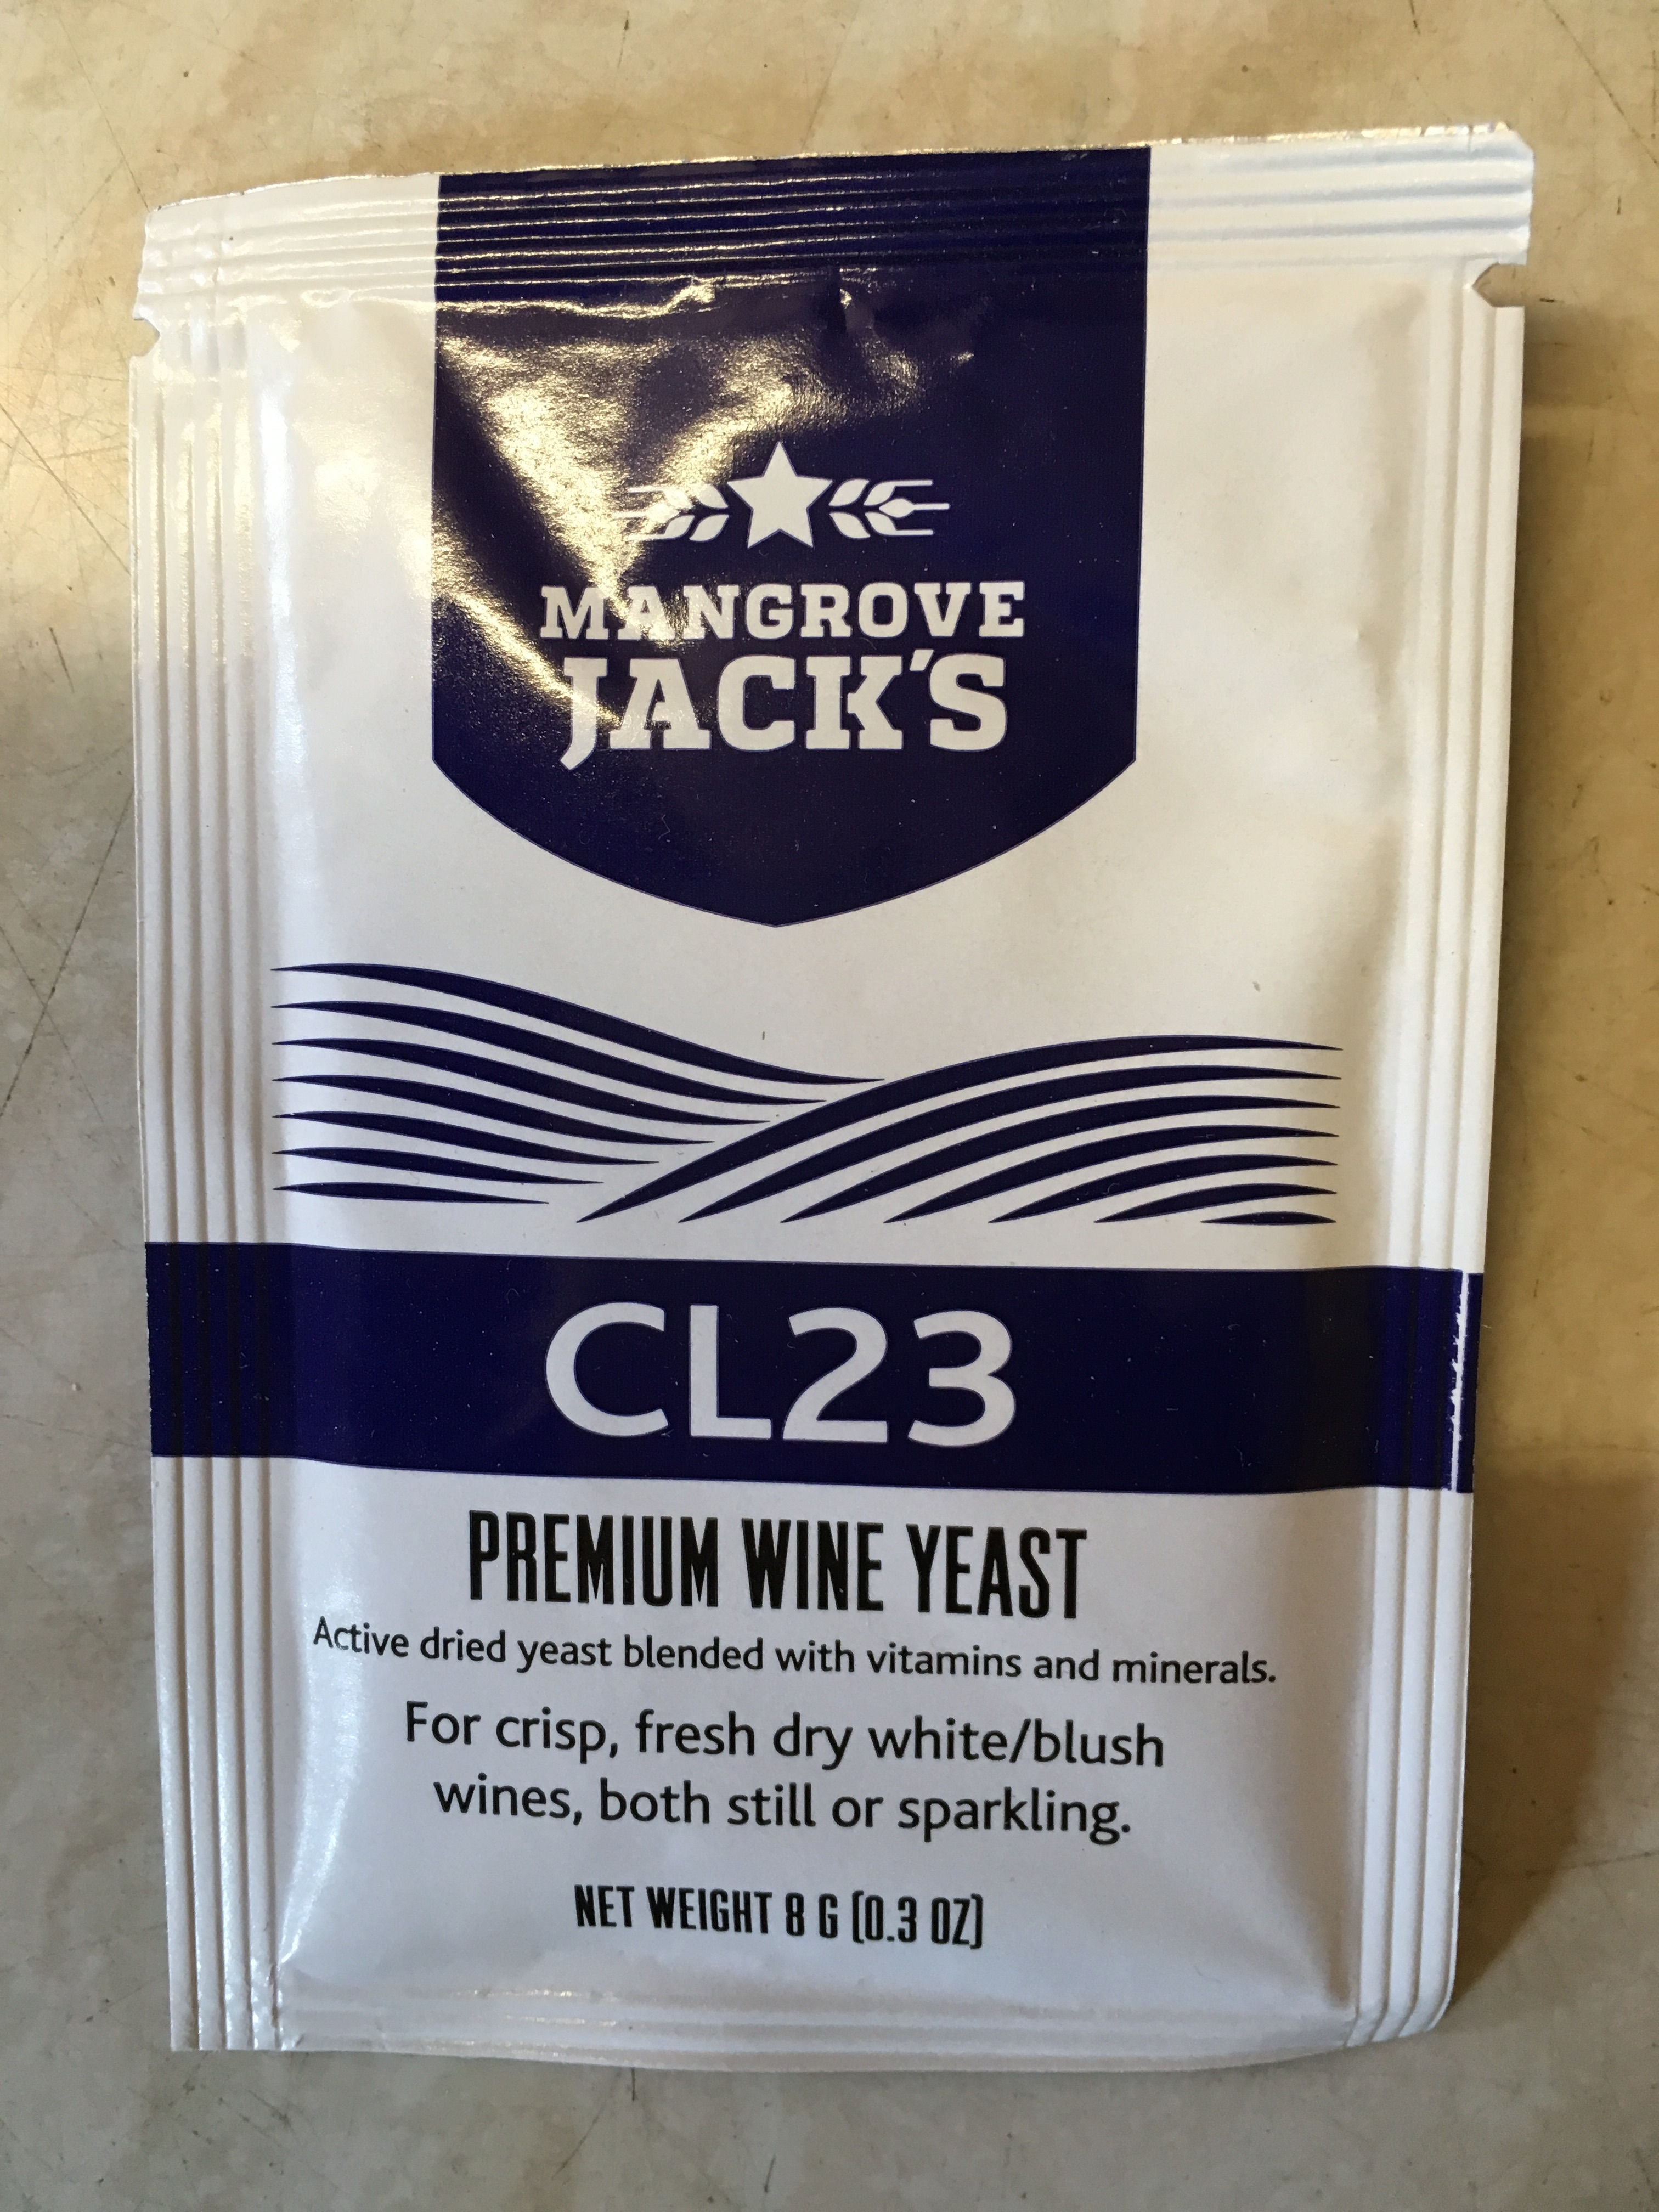 MANGROVE
JACK'S
CL23
PREMIUM WINE YEAST
Active dried yeast blended with vitamins and minerals.
For crisp, fresh dry white/blush
wines, both still or sparkling.
NET WEIGHT 8 G (0.3 OZ)